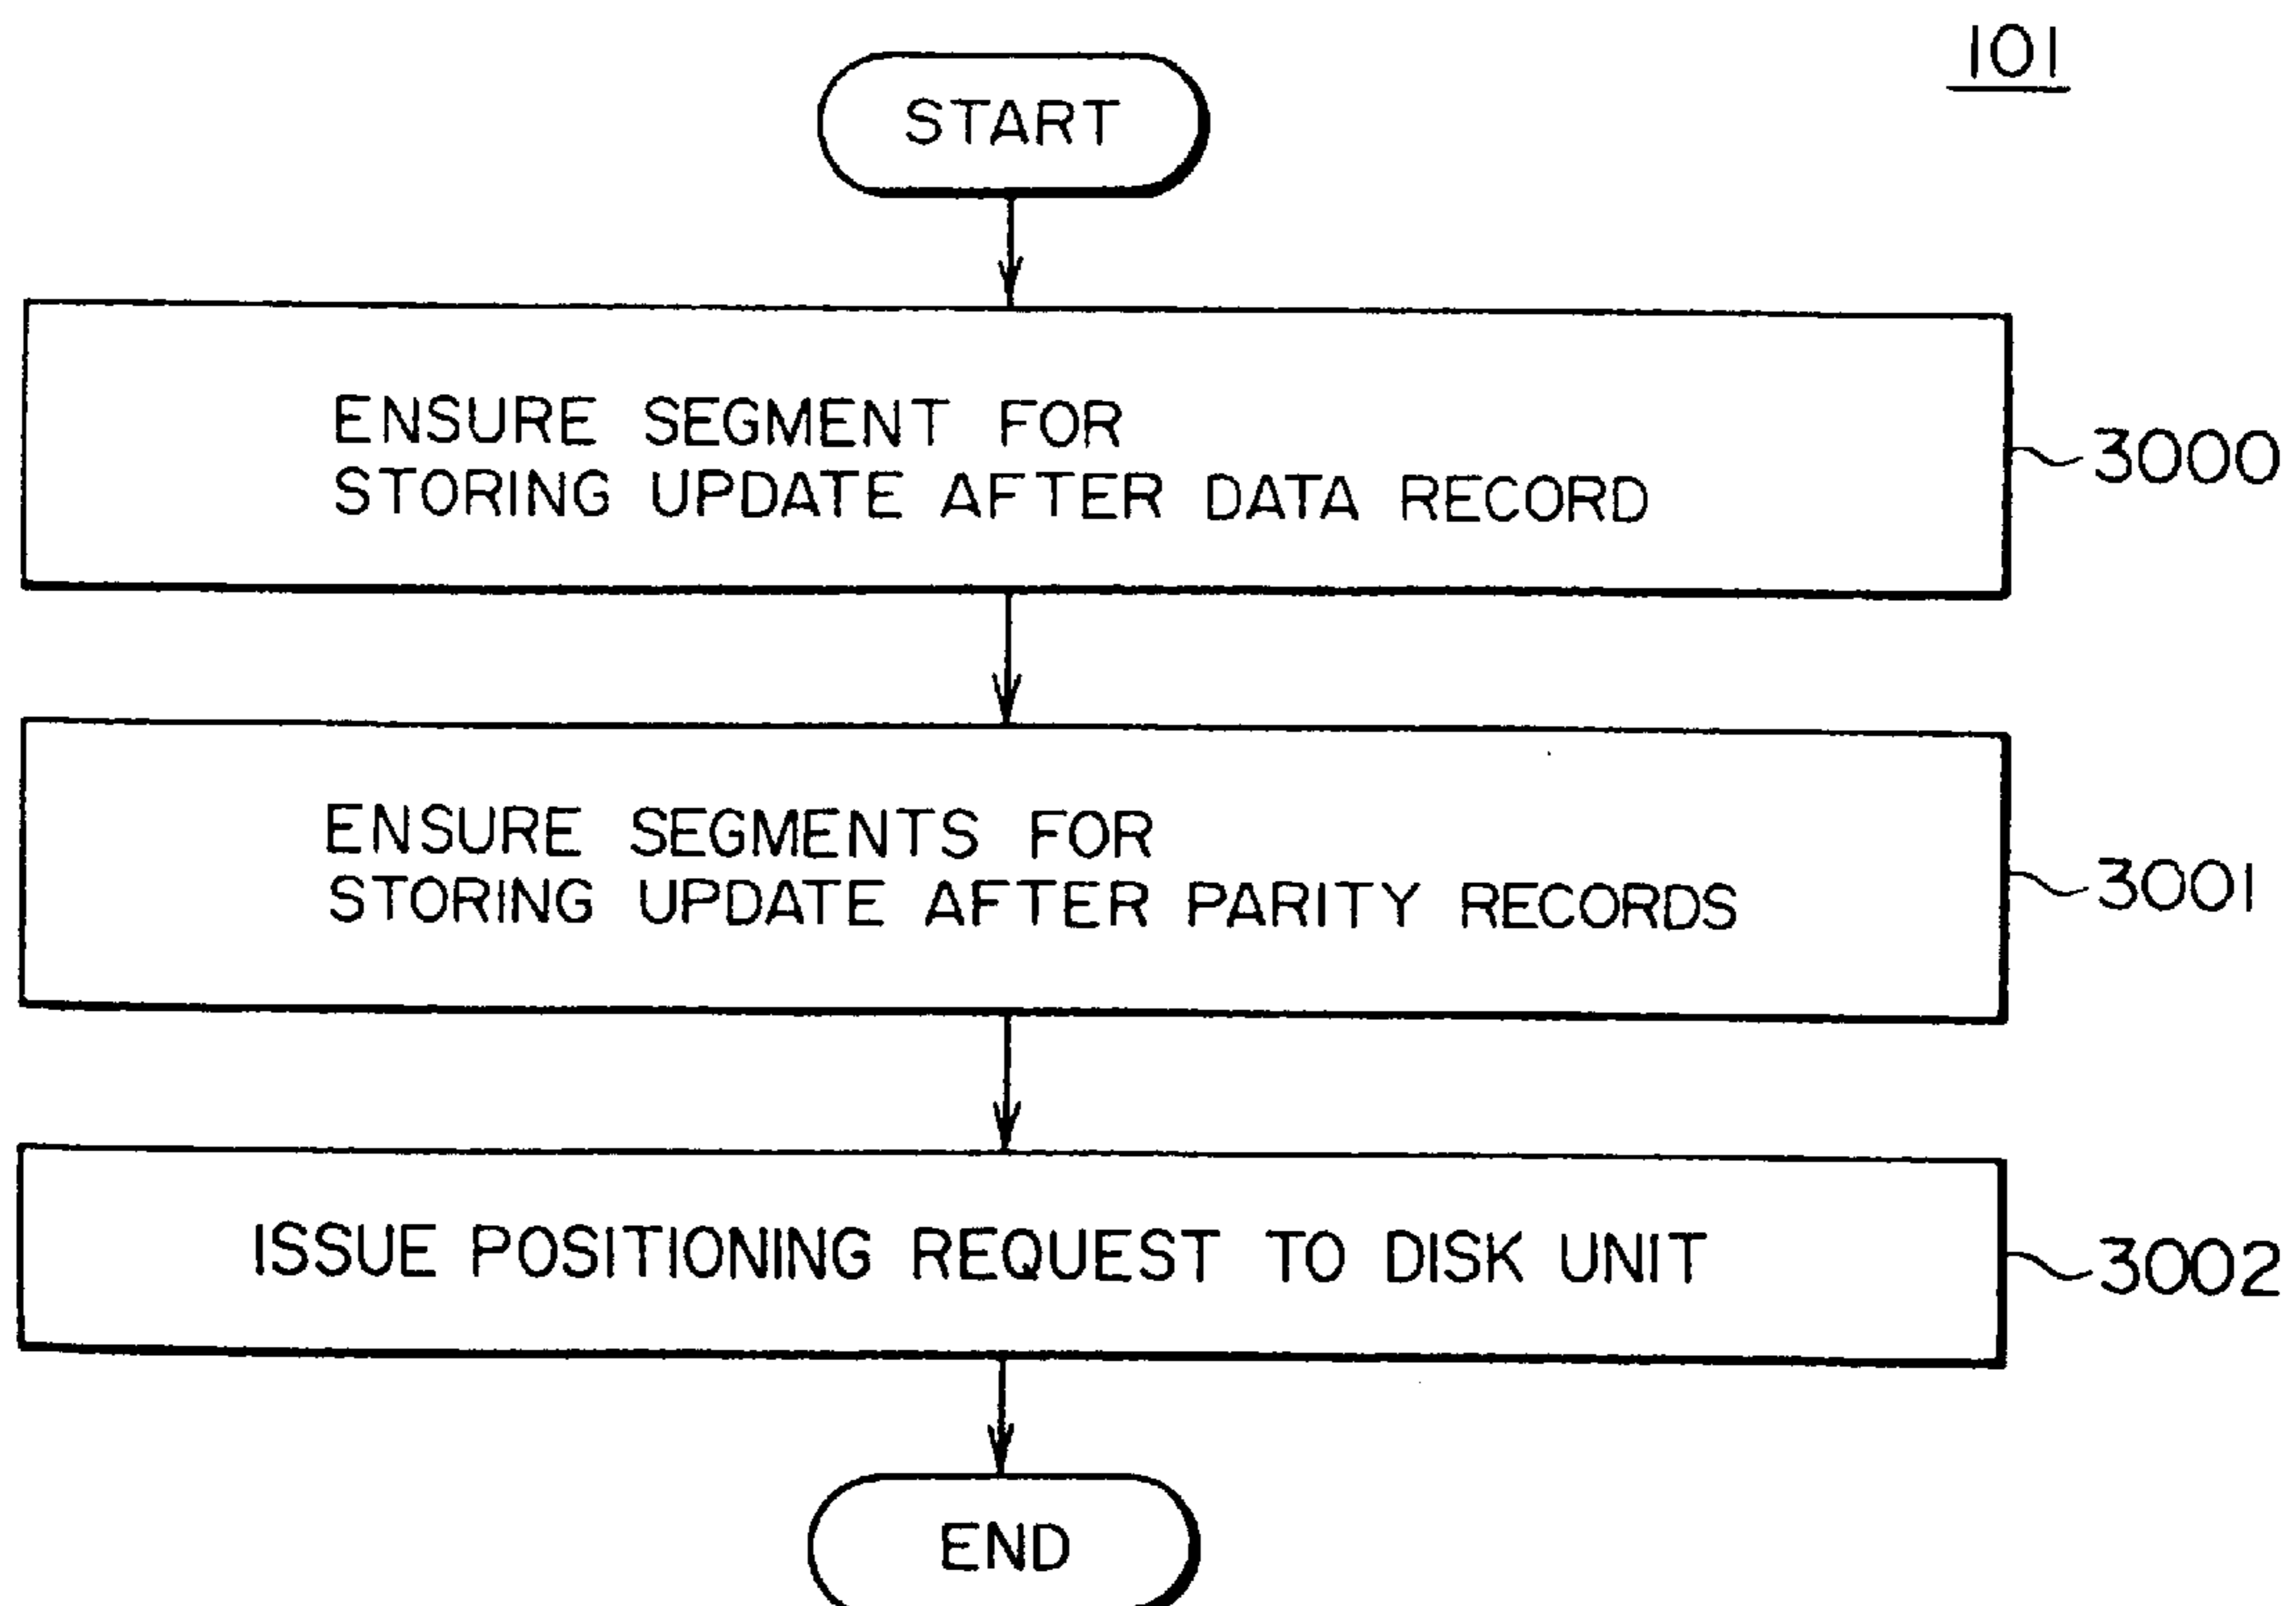 101
START
ENSURE SEGMENT FOR
STORING UPDATE AFTER DATA RECORD
3000
ENSURE SEGMENTS FOR
STORING UPDATE AFTER PARITY RECORDS
3001
ISSUE POSITIONING REQUEST TO DISK UNIT
3002
END